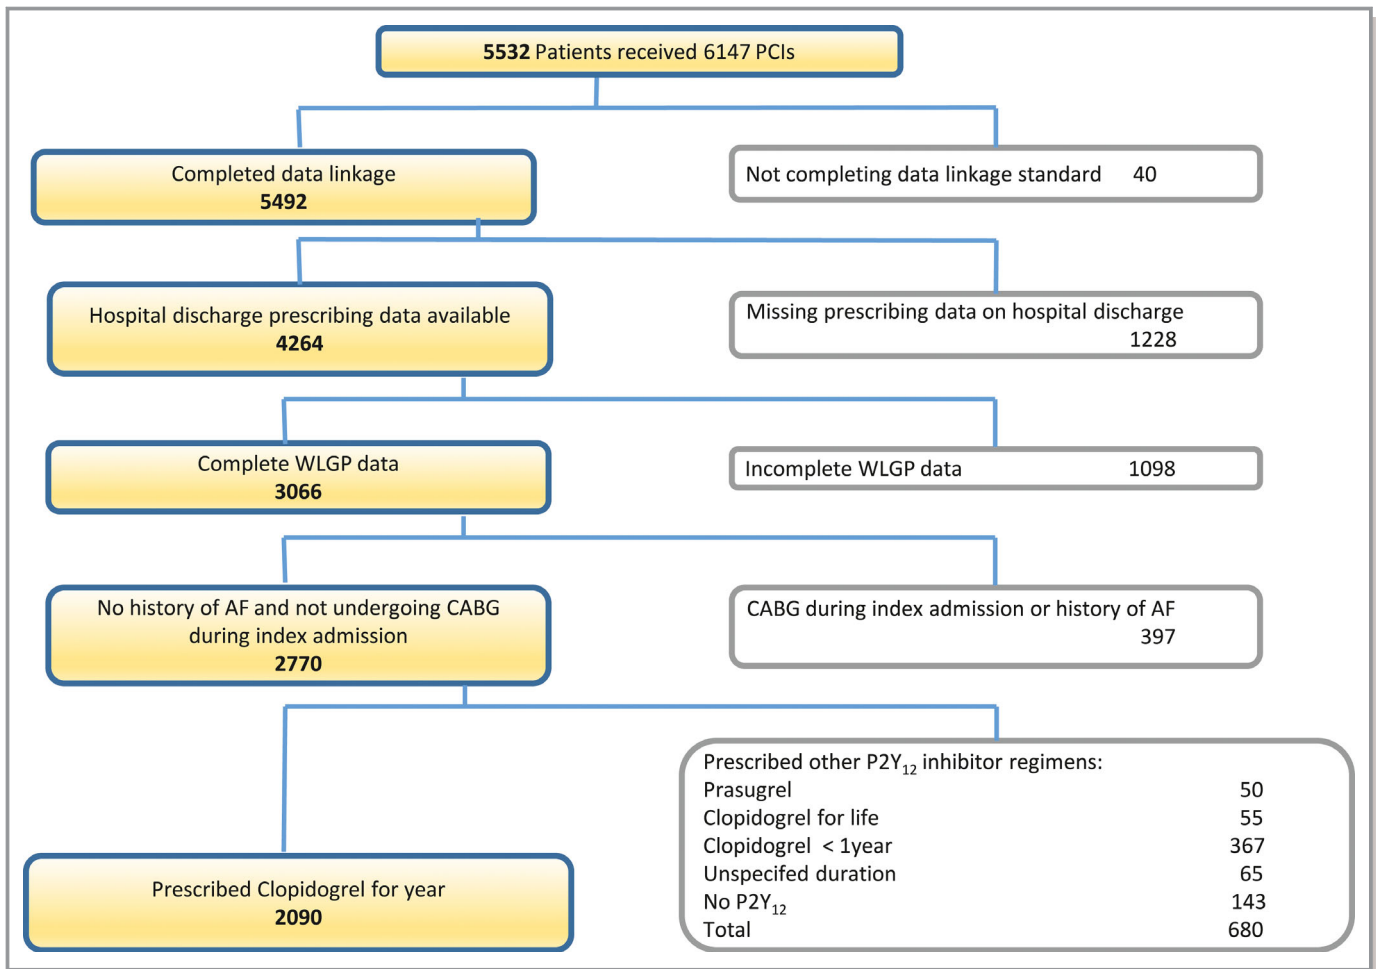 5532 Patients received 6147 PCIs
Completed data linkage
5492
Not completing data linkage standard 40
Hospital discharge prescribing data available
4264
Missing prescribing data on hospital discharge
1228
Complete WLGP data
3066
Incomplete WLGP data 1098
No history of AF and not undergoing CABG
during index admission
2770
CABG during index admission or history of AF
397
Prescribed Clopidogrel for year
2090
Prescribed other P2Y12 inhibitor regimens:
Prasugrel 50
Clopidogrel for life 55
Clopidogrel < 1year 367
Unspecifed duration 65
No P2Y12 143
Total 680